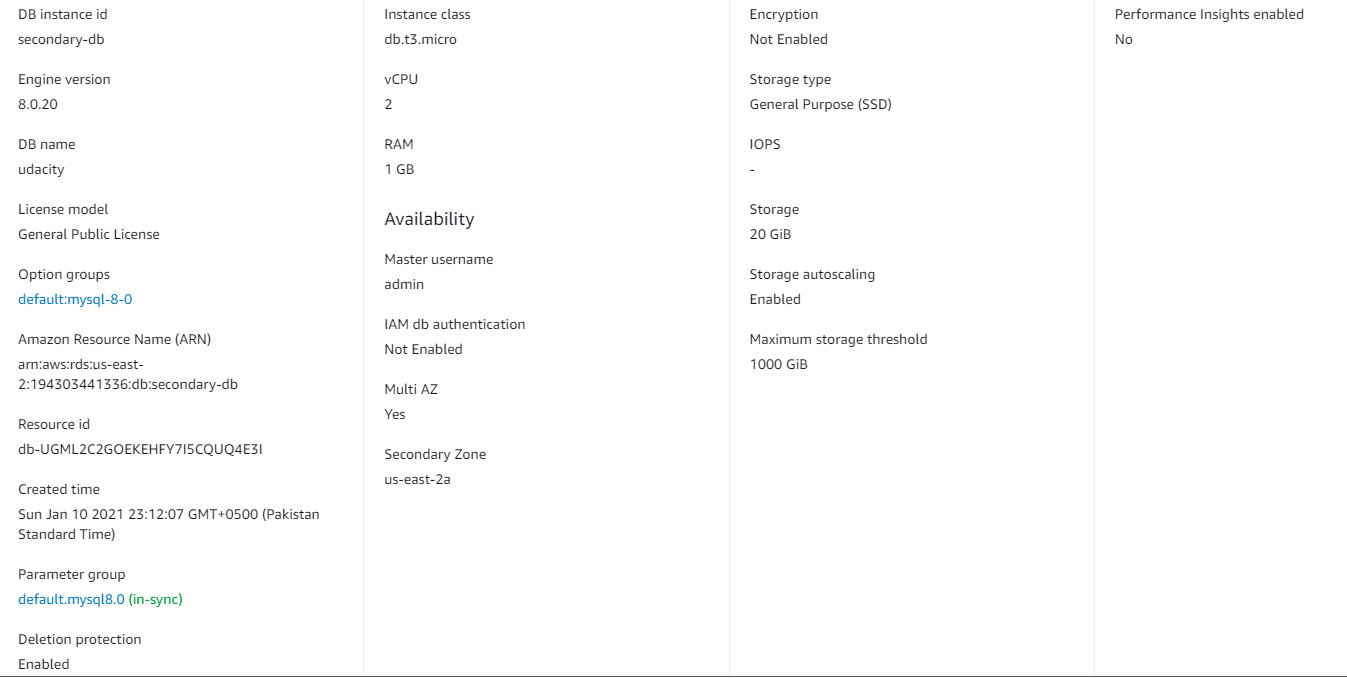 DB instance id
secondary-db
Engine version
8.0.20
DB name
udacity
License model
General Public License
Option groups
default:mysql-8-0
Amazon Resource Name (ARN)
arn:aws:rds:us-east-
2:194303441336:db:secondary-db
Resource id
db-UGML2C2GOEKEHFY7I5CQUQ4E3I
Created time
Sun Jan 10 2021 23:12:07 GMT+0500 (Pakistan
Standard Time)
Parameter group
default.mysql8.0 (in-sync)
Deletion protection
Enabled
Instance class
db.t3.micro
vCPU
2
RAM
1 GB
Availability
Master username
admin
IAM db authentication
Not Enabled
Multi AZ
Yes
Secondary Zone
us-east-2a
Encryption
Not Enabled
Storage type
General Purpose (SSD)
IOPS
-
Storage
20 GiB
Storage autoscaling
Enabled
Maximum storage threshold
1000 GiB
Performance Insights enabled
No